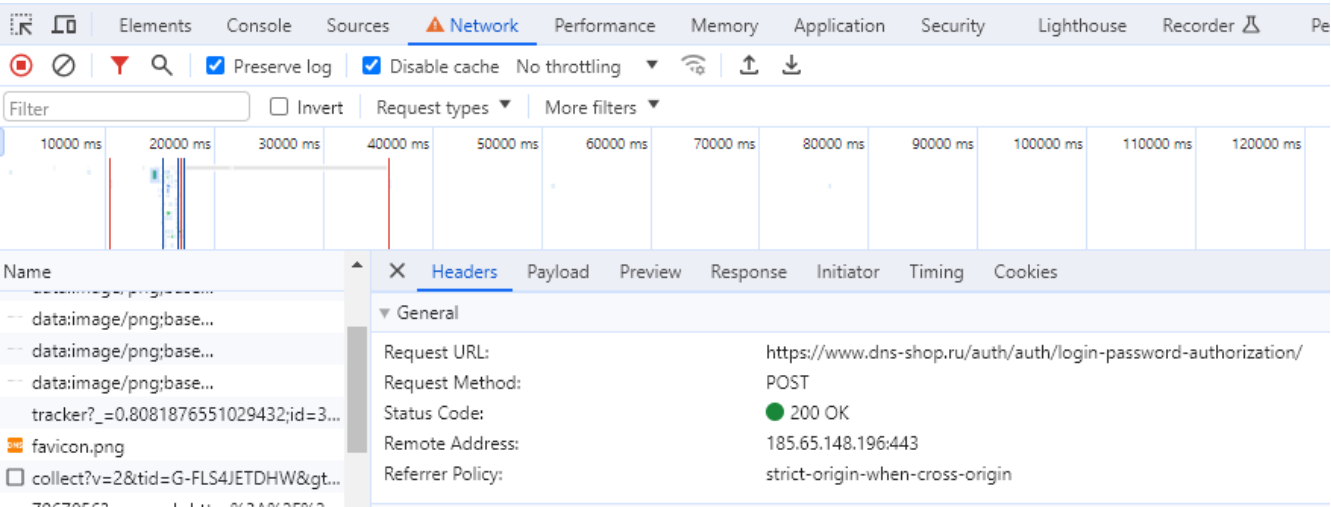 Elements Console Sources Network Performance Memory Application Security Lighthouse Recorder Pe
Preserve log Disable cache No throttling
Filter Invert Request types More filters
10000 ms 20000 ms 30000 ms 40000 ms 50000 ms 60000 ms 70000 ms 80000 ms 90000 ms 100000 ms 110000 ms 120000 ms
Name Headers Payload Preview Response Initiator Timing Cookies
data:image/png;base...
General
data:image/png;base...
data:image/png;base...
data:image/png;base...
tracker?_=0.8081876551029432;id=3...
favicon.png
collect?v=2&tid=G-FLS4JETDHW&gt...
Request URL: https://www.dns-shop.ru/auth/auth/login-password-authorization/
Request Method: POST
Status Code: 200 OK
Remote Address: 185.65.148.196:443
Referrer Policy: strict-origin-when-cross-origin